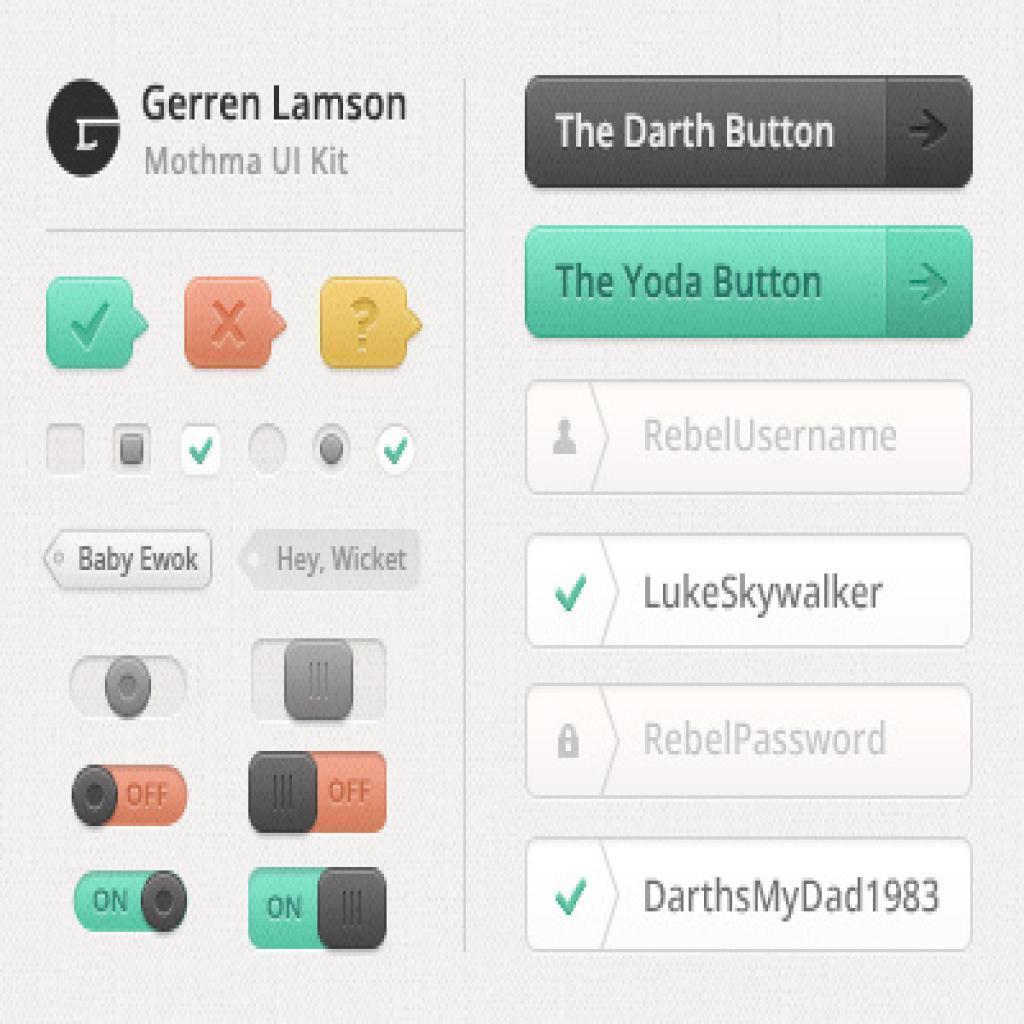 Gerren Lamson
Mothma UI Kit
?
Baby Ewok
Hey, Wicket
OFF
OFF
ON
ON
The Darth Button
The Yoda Button
RebelUsername
LukeSkywalker
RebelPassword
DarthsMyDad1983